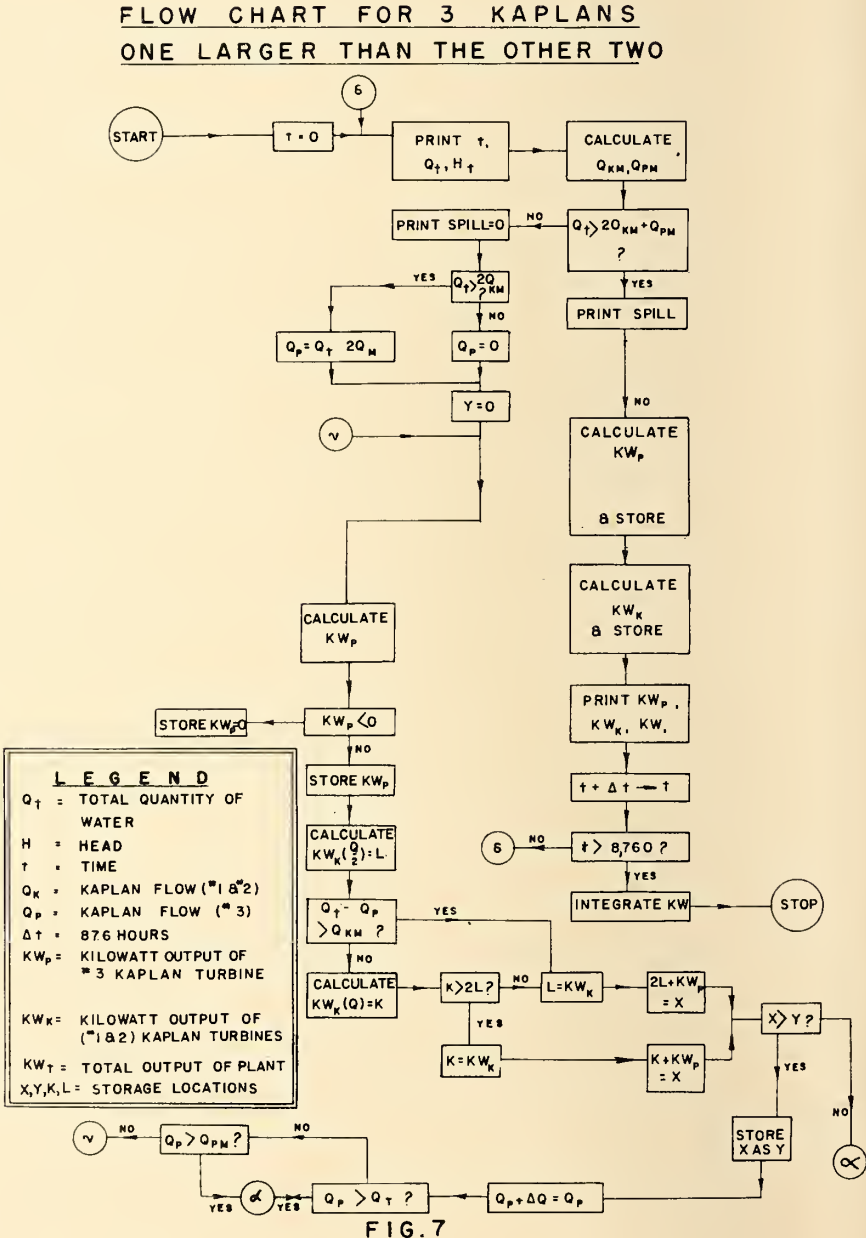 FLOW CHART FOR 3 KAPLANS
ONE LARGER THAN THE OTHER TWO
δ
START
t = 0
PRINT t,
Qt, Ht
CALCULATE
QKM, QPM
PRINT SPILL=0
NO
Qt > 2QKM + QPM
?
YES
Qt > 2QKM
?
YES
NO
PRINT SPILL
Qp = Qt 2QM
Qp = 0
Y = 0
NO
~
CALCULATE
KWP
& STORE
CALCULATE
KWK
& STORE
CALCULATE
KWP
PRINT KWP,
KWK, KW,
STORE KWP=0
KWP < 0
NO
STORE KWP
t + Δt → t
CALCULATE
KWK(Q/2) = L
δ
NO
t > 8,760 ?
YES
INTEGRATE KW
STOP
Qt - Qp
> QKM ?
YES
NO
CALCULATE
KWK(Q) = K
K > 2L ?
NO
L = KWK
2L + KWP
= X
YES
K = KWK
K + KWP
= X
X > Y ?
YES
NO
∝
STORE
X AS Y
LEGEND
Qt = TOTAL QUANTITY OF
WATER
H = HEAD
t = TIME
QK = KAPLAN FLOW (#1 & #2)
QP = KAPLAN FLOW (#3)
Δt = 876 HOURS
KWP = KILOWATT OUTPUT OF
#3 KAPLAN TURBINE
KWK = KILOWATT OUTPUT OF
(#1 & 2) KAPLAN TURBINES
KWT = TOTAL OUTPUT OF PLANT
X, Y, K, L = STORAGE LOCATIONS
~
NO
QP > QPM ?
NO
YES
α
YES
QP > QT ?
QP + ΔQ = QP
FIG. 7